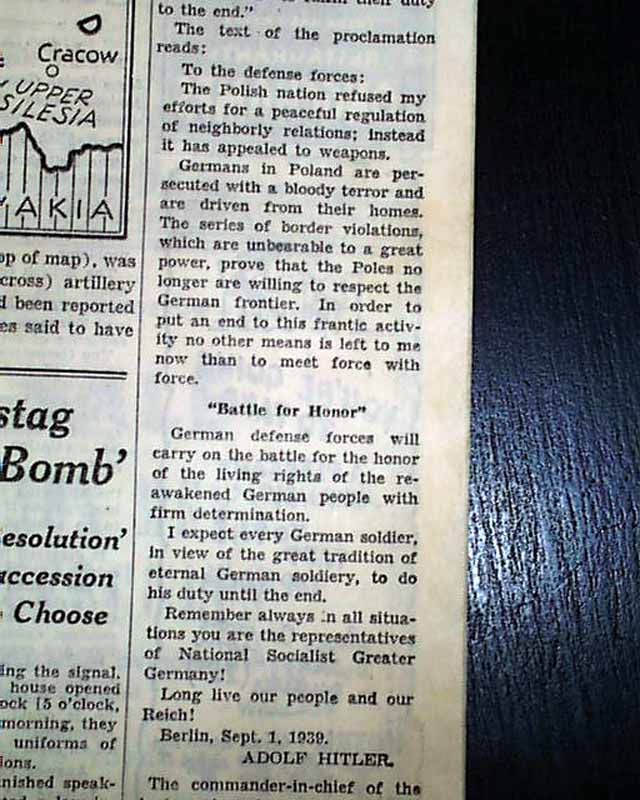 Cracow
UPPER
SILESIA
AKIA
op of map), was
cross) artillery
d been reported
es said to have
stag
Bomb'
esolution'
accession
Choose
ing the signal.
house opened
ock [5 o'clock,
morning, they
uniforms of
ions.
nished speak-
their duty
to the end."
The text of the proclamation
reads:
To the defense forces:
The Polish nation refused my
efforts for a peaceful regulation
of neighborly relations; instead
it has appealed to weapons.
Germans in Poland are per-
secuted with a bloody terror and
are driven from their homes.
The series of border violations,
which are unbearable to a great
power, prove that the Poles no
longer are willing to respect the
German frontier. In order to
put an end to this frantic activ-
ity no other means is left to me
now than to meet force with
force.
"Battle for Honor"
German defense forces will
carry on the battle for the honor
of the living rights of the re-
awakened German people with
firm determination.
I expect every German soldier,
in view of the great tradition of
eternal German soldiery, to do
his duty until the end.
Remember always in all situa-
tions you are the representatives
of National Socialist Greater
Germany!
Long live our people and our
Reich!
Berlin, Sept. 1, 1939.
ADOLF HITLER.
The commander-in-chief of the